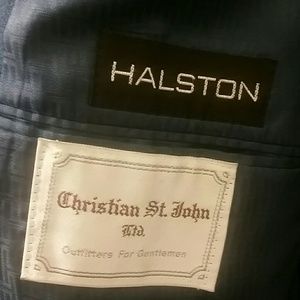 HALSTON
Christian St. John
Ltd.
Outfitters For Gentlemen